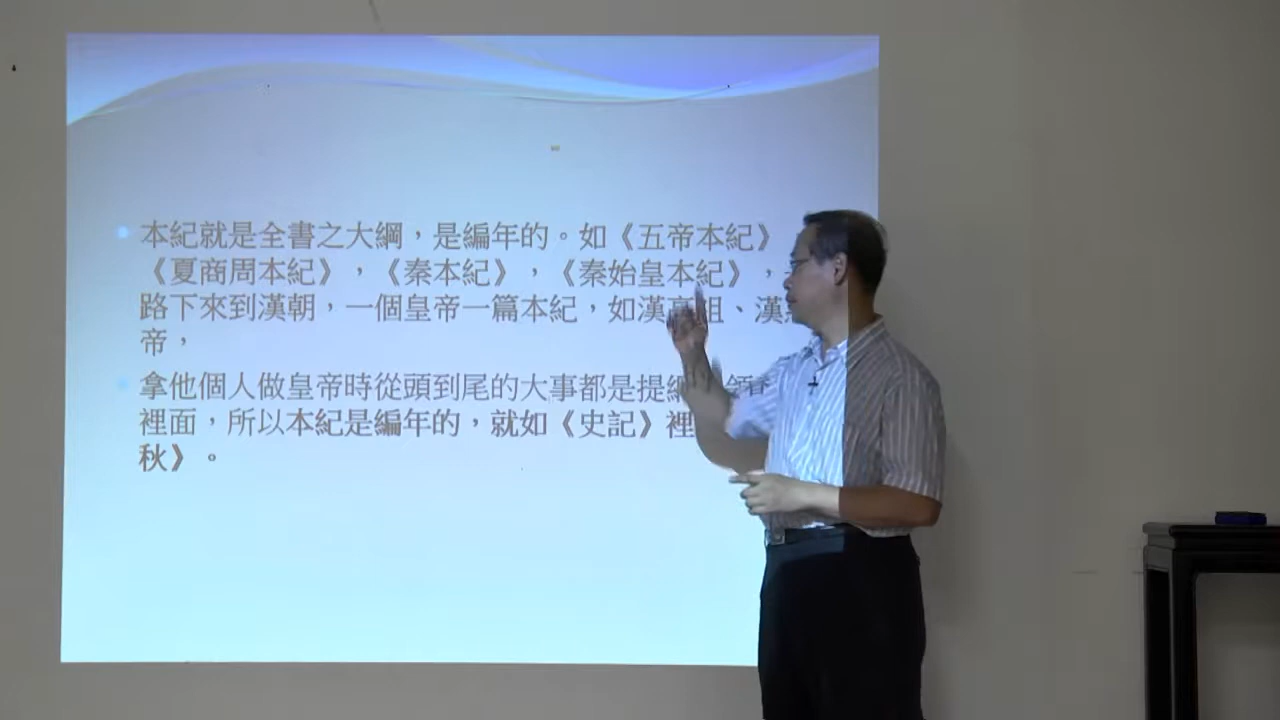 本紀就是全書之大綱，是編年的。如《五帝本紀》
《夏商周本紀》，《秦本紀》，《秦始皇本紀》，
路下來到漢朝，一個皇帝一篇本紀，如漢高祖、漢
帝，
拿他個人做皇帝時從頭到尾的大事都是提綱 領
裡面，所以本紀是編年的，就如《史記》裡
秋》。